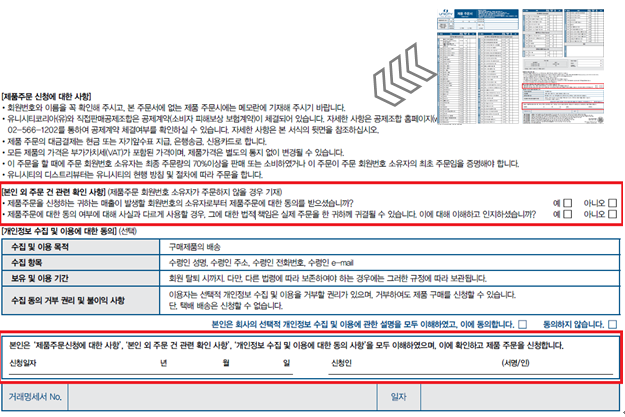 [제품주문 신청에 대한 사항]
• 회원번호와 이름을 꼭 확인해 주시고, 본 주문서에 없는 제품 주문시에는 메모란에 기재해 주시기 바랍니다.
• 유니시티코리아(유)와 직접판매공제조합은 공제계약(소비자 피해보상 보험계약)이 체결되어 있습니다. 자세한 사항은 공제조합 홈페이지(w
02-566-1202를 통하여 공제계약 체결여부를 확인하실 수 있습니다. 자세한 사항은 본 서식의 뒷면을 참조하십시오.
• 제품 주문의 대금결제는 현금 또는 자기앞수표 지급, 은행송금, 신용카드로 합니다.
• 모든 제품의 가격은 부가가치세(VAT)가 포함된 가격이며, 제품가격은 별도의 통지 없이 변경될 수 있습니다.
• 이 주문을 할 때에 주문 회원번호 소유자는 최종 주문량의 70%이상을 판매 또는 소비하였거나 이 주문이 주문 회원번호 소유자의 최초 주문임을 증명해야 합니다.
• 유니시티의 디스트리뷰터는 유니시티의 현행 방침 및 절차에 따라 주문을 합니다.
[본인 외 주문 건 관련 확인 사항] (제품주문 회원번호 소유자가 주문하지 않을 경우 기재)
• 제품주문을 신청하는 귀하는 매출이 발생할 회원번호의 소유자로부터 제품주문에 대한 동의를 받으셨습니까? 예 □ 아니오 □
• 제품주문에 대한 동의 여부에 대해 사실과 다르게 사용할 경우, 그에 대한 법적 책임은 실제 주문을 한 귀하께 귀결될 수 있습니다. 이에 대해 이해하고 인지하셨습니까? 예 □ 아니오 □
[개인정보 수집 및 이용에 대한 동의] (선택)
수집 및 이용 목적 구매제품의 배송
수집 항목 수령인 성명, 수령인 주소, 수령인 전화번호, 수령인 e-mail
보유 및 이용 기간 회원 탈퇴 시까지. 다만, 다른 법령에 따라 보존하여야 하는 경우에는 그러한 규정에 따라 보관됩니다.
수집 동의 거부 권리 및 불이익 사항 이용자는 선택적 개인정보 수집 및 이용을 거부할 권리가 있으며, 거부하여도 제품 구매를 신청할 수 있습니다.
단, 택배 배송은 신청할 수 없습니다.
본인은 회사의 선택적 개인정보 수집 및 이용에 관한 설명을 모두 이해하였고, 이에 동의합니다. □ 동의하지 않습니다. □
본인은 '제품주문신청에 대한 사항', '본인 외 주문 건 관련 확인 사항', '개인정보 수집 및 이용에 대한 동의 사항'을 모두 이해하였으며, 이에 확인하고 제품 주문을 신청합니다.
신청일자 년 월 일 신청인 (서명/인)
거래명세서 No. 일자